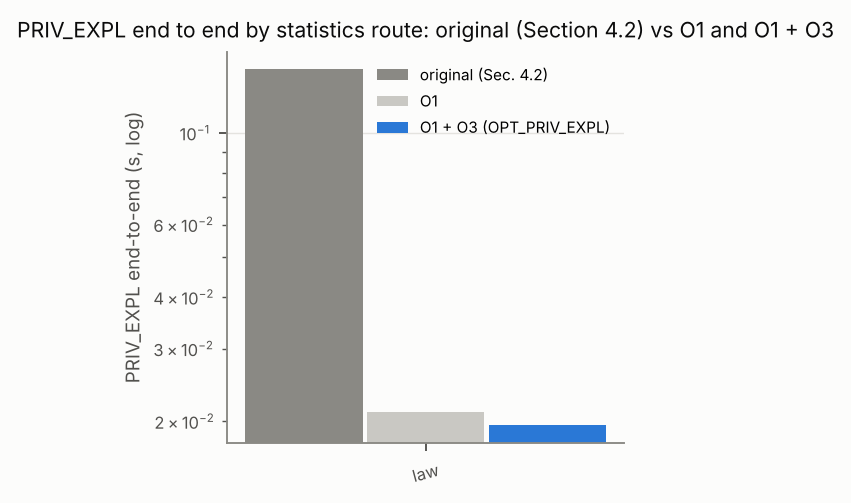 PRIV_EXPL end to end by statistics route: original (Section 4.2) vs O1 and O1 + O3
original (Sec. 4.2)
O1
O1 + O3 (OPT_PRIV_EXPL)
PRIV_EXPL end-to-end (s, log)
10⁻¹
6 × 10⁻²
4 × 10⁻²
3 × 10⁻²
2 × 10⁻²
law